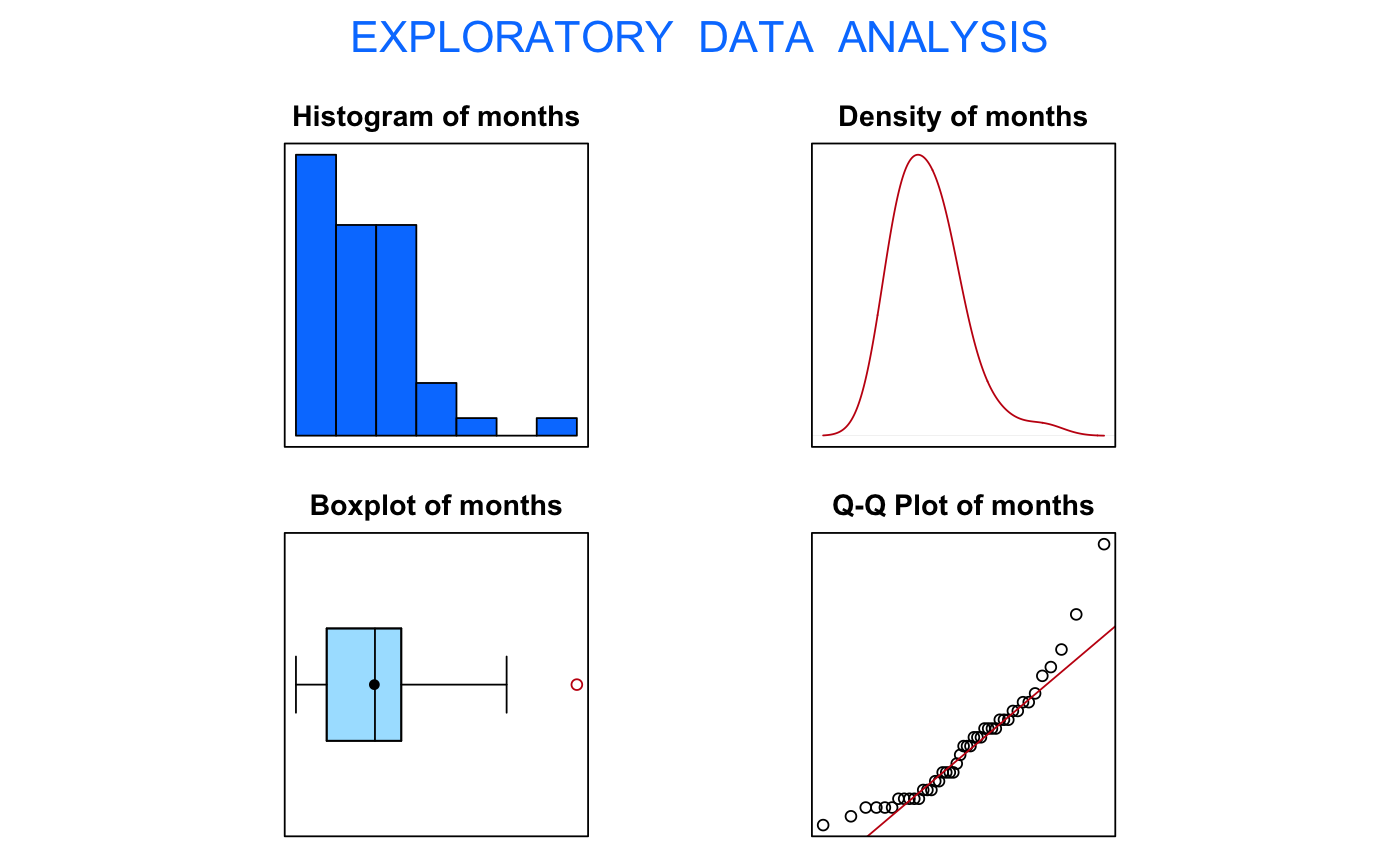 EXPLORATORY DATA ANALYSIS
Histogram of months
Density of months
Boxplot of months
Q-Q Plot of months